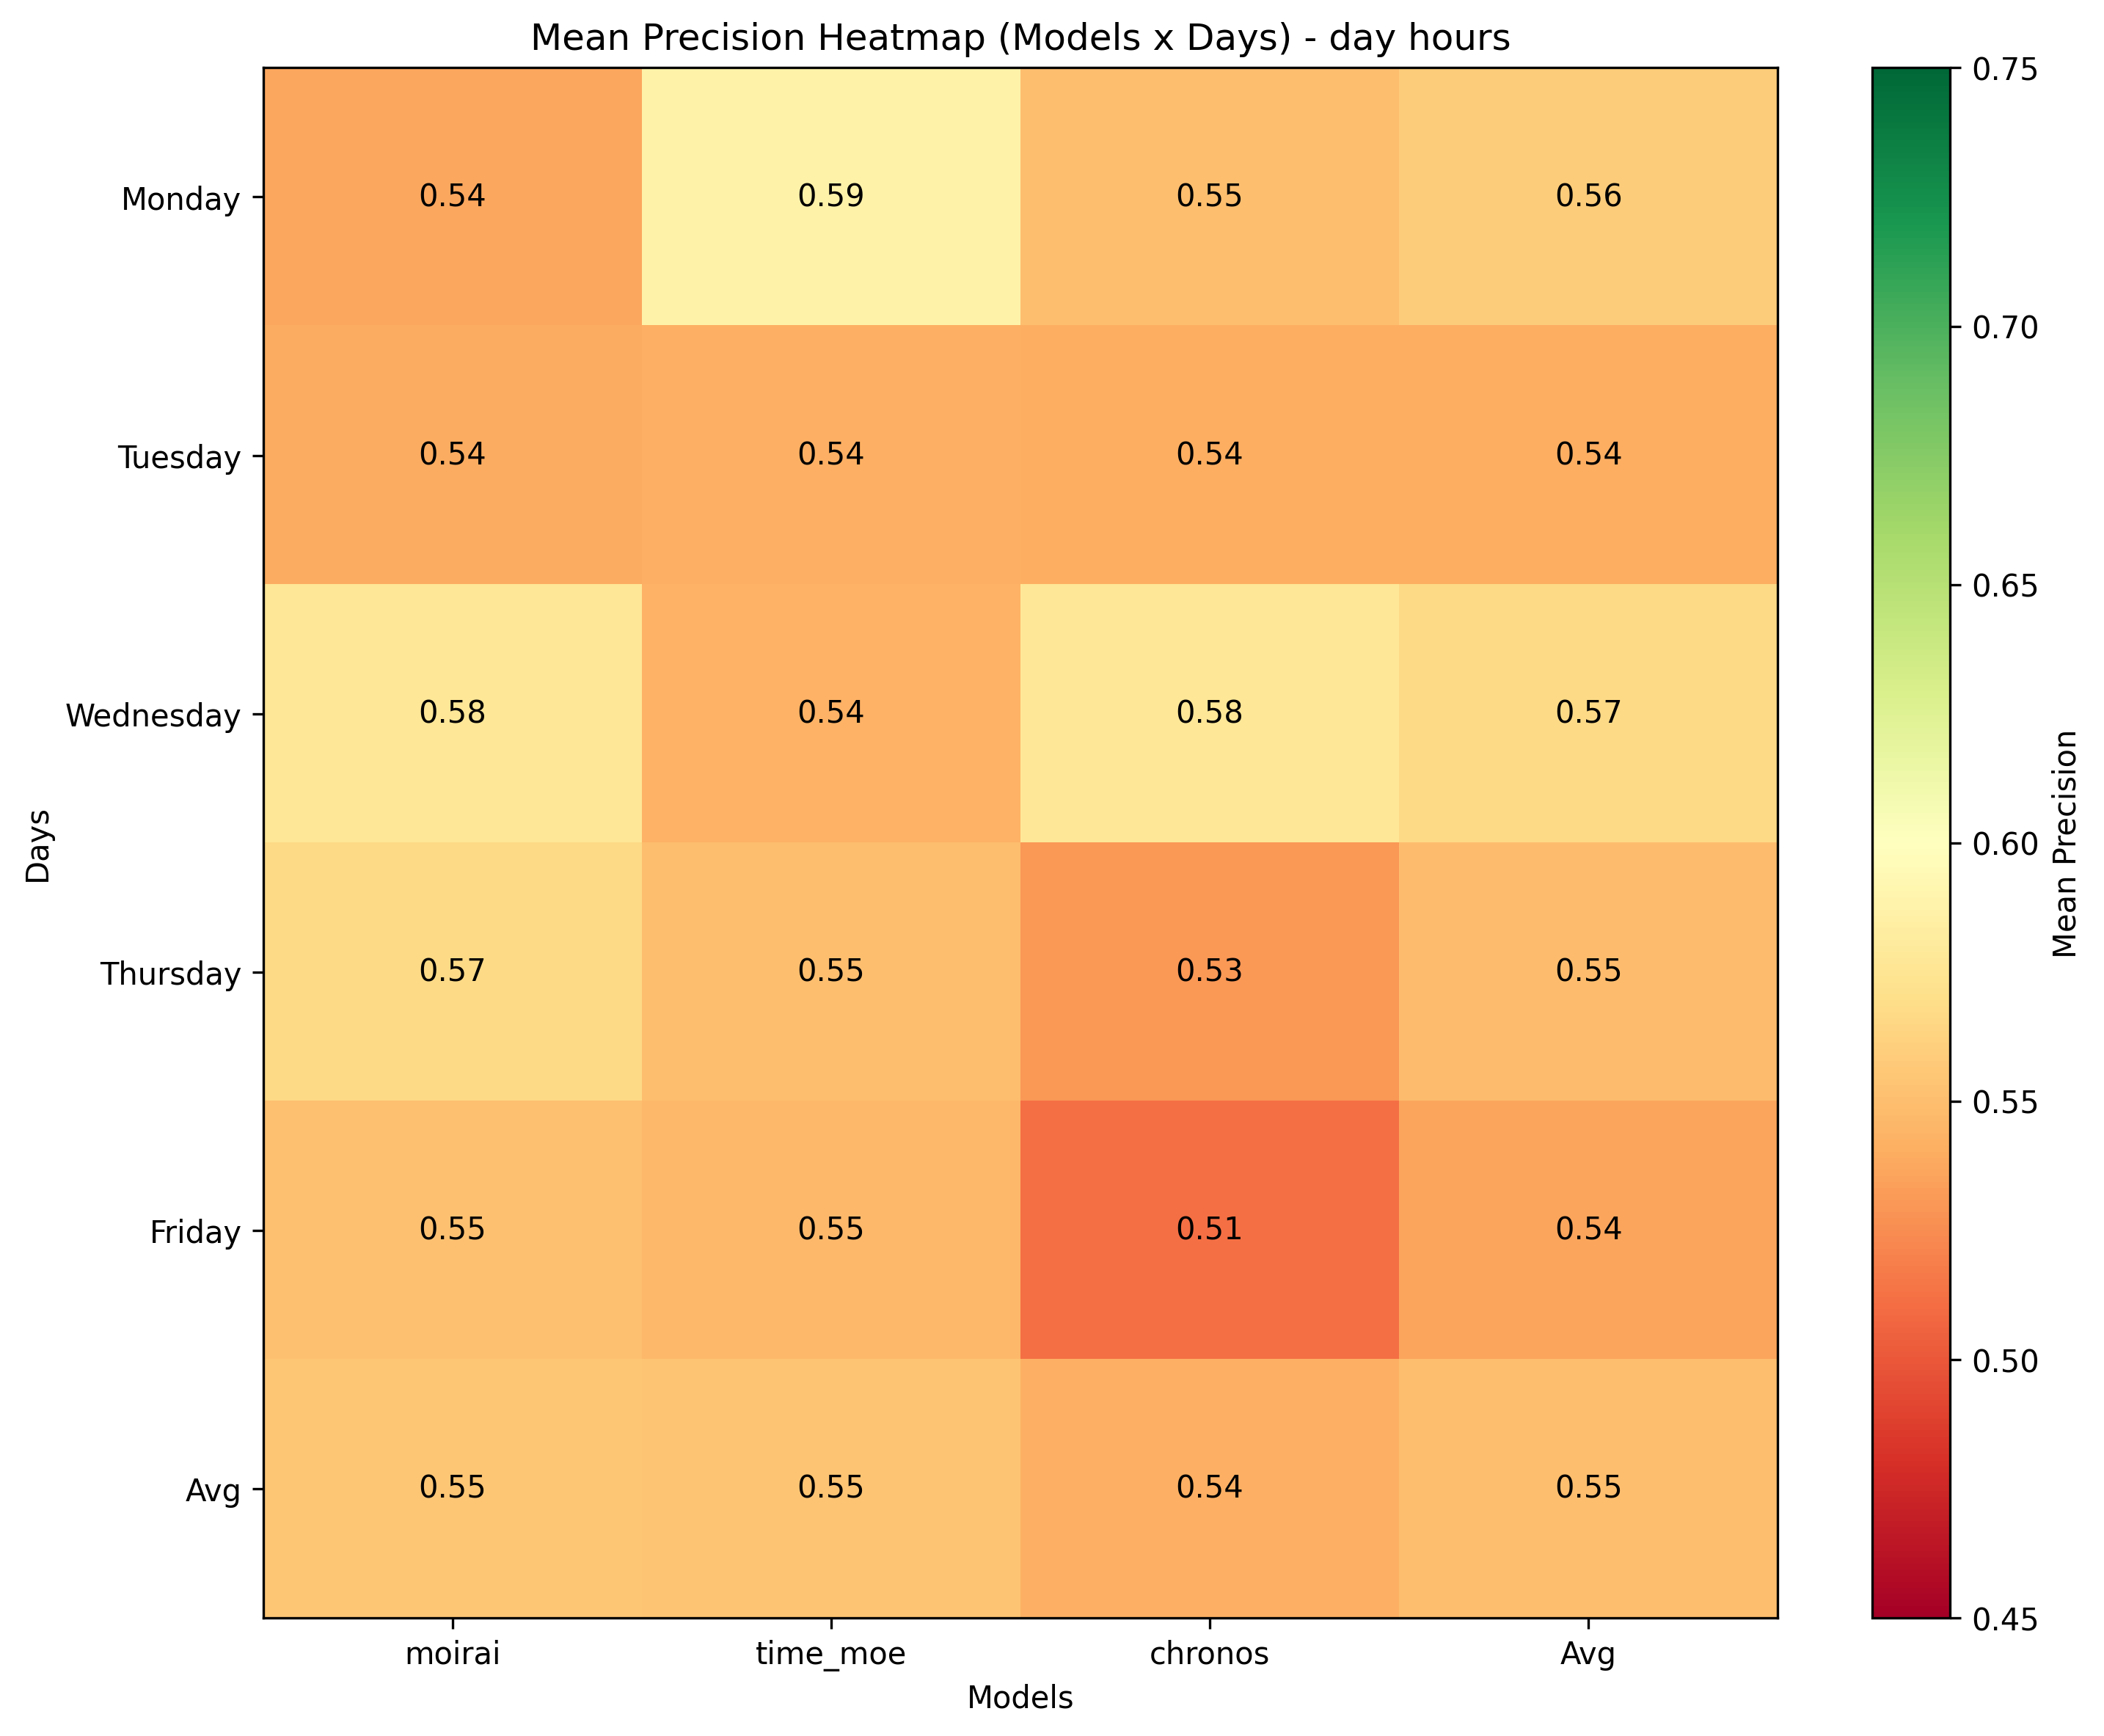 Mean Precision Heatmap (Models x Days) - day hours
Monday 0.54 0.59 0.55 0.56
Tuesday 0.54 0.54 0.54 0.54
Wednesday 0.58 0.54 0.58 0.57
Thursday 0.57 0.55 0.53 0.55
Friday 0.55 0.55 0.51 0.54
Avg 0.55 0.55 0.54 0.55
moirai time_moe chronos Avg
Models
Days
0.75
0.70
0.65
0.60
0.55
0.50
0.45
Mean Precision